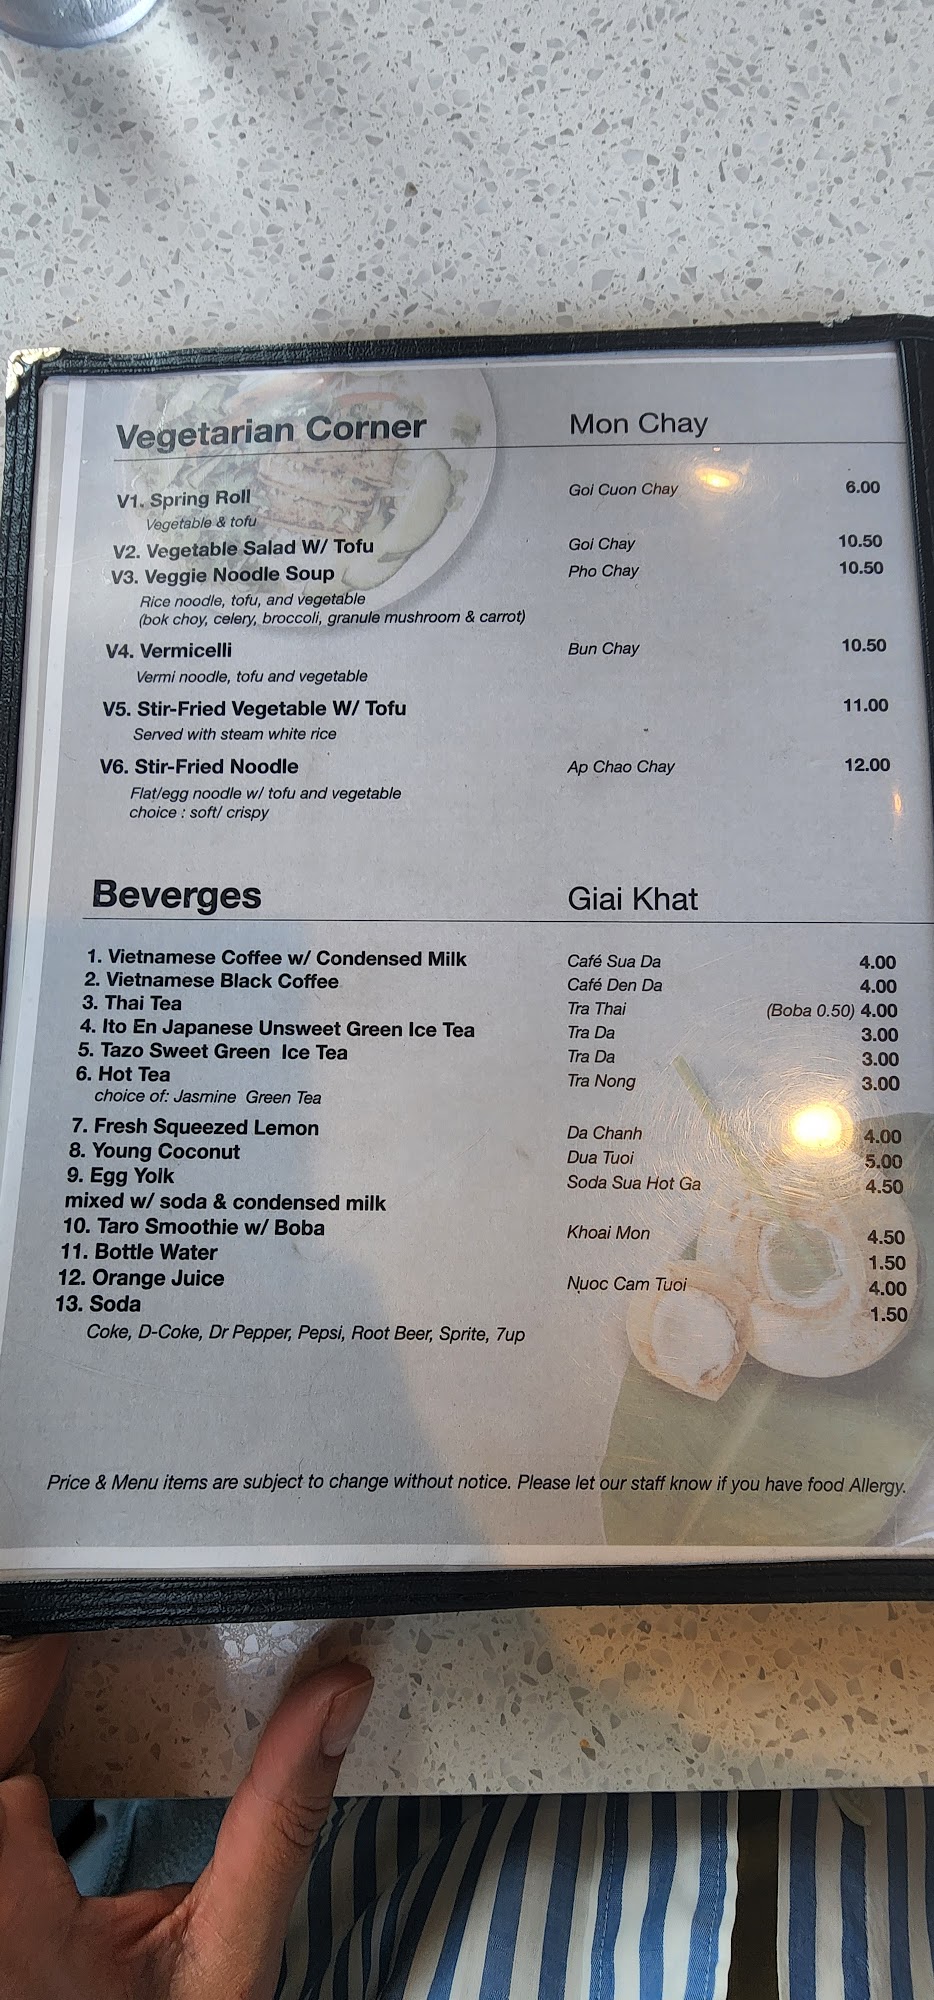 Vegetarian Corner Mon Chay
V1. Spring Roll Goi Cuon Chay 6.00
Vegetable & tofu
V2. Vegetable Salad W/ Tofu Goi Chay 10.50
V3. Veggie Noodle Soup Pho Chay 10.50
Rice noodle, tofu, and vegetable
(bok choy, celery, broccoli, granule mushroom & carrot)
V4. Vermicelli Bun Chay 10.50
Vermi noodle, tofu and vegetable
V5. Stir-Fried Vegetable W/ Tofu 11.00
Served with steam white rice
V6. Stir-Fried Noodle Ap Chao Chay 12.00
Flat/egg noodle w/ tofu and vegetable
choice : soft/ crispy
Beverges Giai Khat
1. Vietnamese Coffee w/ Condensed Milk Café Sua Da 4.00
2. Vietnamese Black Coffee Café Den Da 4.00
3. Thai Tea Tra Thai (Boba 0.50) 4.00
4. Ito En Japanese Unsweet Green Ice Tea Tra Da 3.00
5. Tazo Sweet Green Ice Tea Tra Da 3.00
6. Hot Tea Tra Nong 3.00
choice of: Jasmine Green Tea
7. Fresh Squeezed Lemon Da Chanh 4.00
8. Young Coconut Dua Tuoi 5.00
9. Egg Yolk Soda Sua Hot Ga 4.50
mixed w/ soda & condensed milk
10. Taro Smoothie w/ Boba Khoai Mon 4.50
11. Bottle Water 1.50
12. Orange Juice Nuoc Cam Tuoi 4.00
13. Soda 1.50
Coke, D-Coke, Dr Pepper, Pepsi, Root Beer, Sprite, 7up
Price & Menu items are subject to change without notice. Please let our staff know if you have food Allergy.